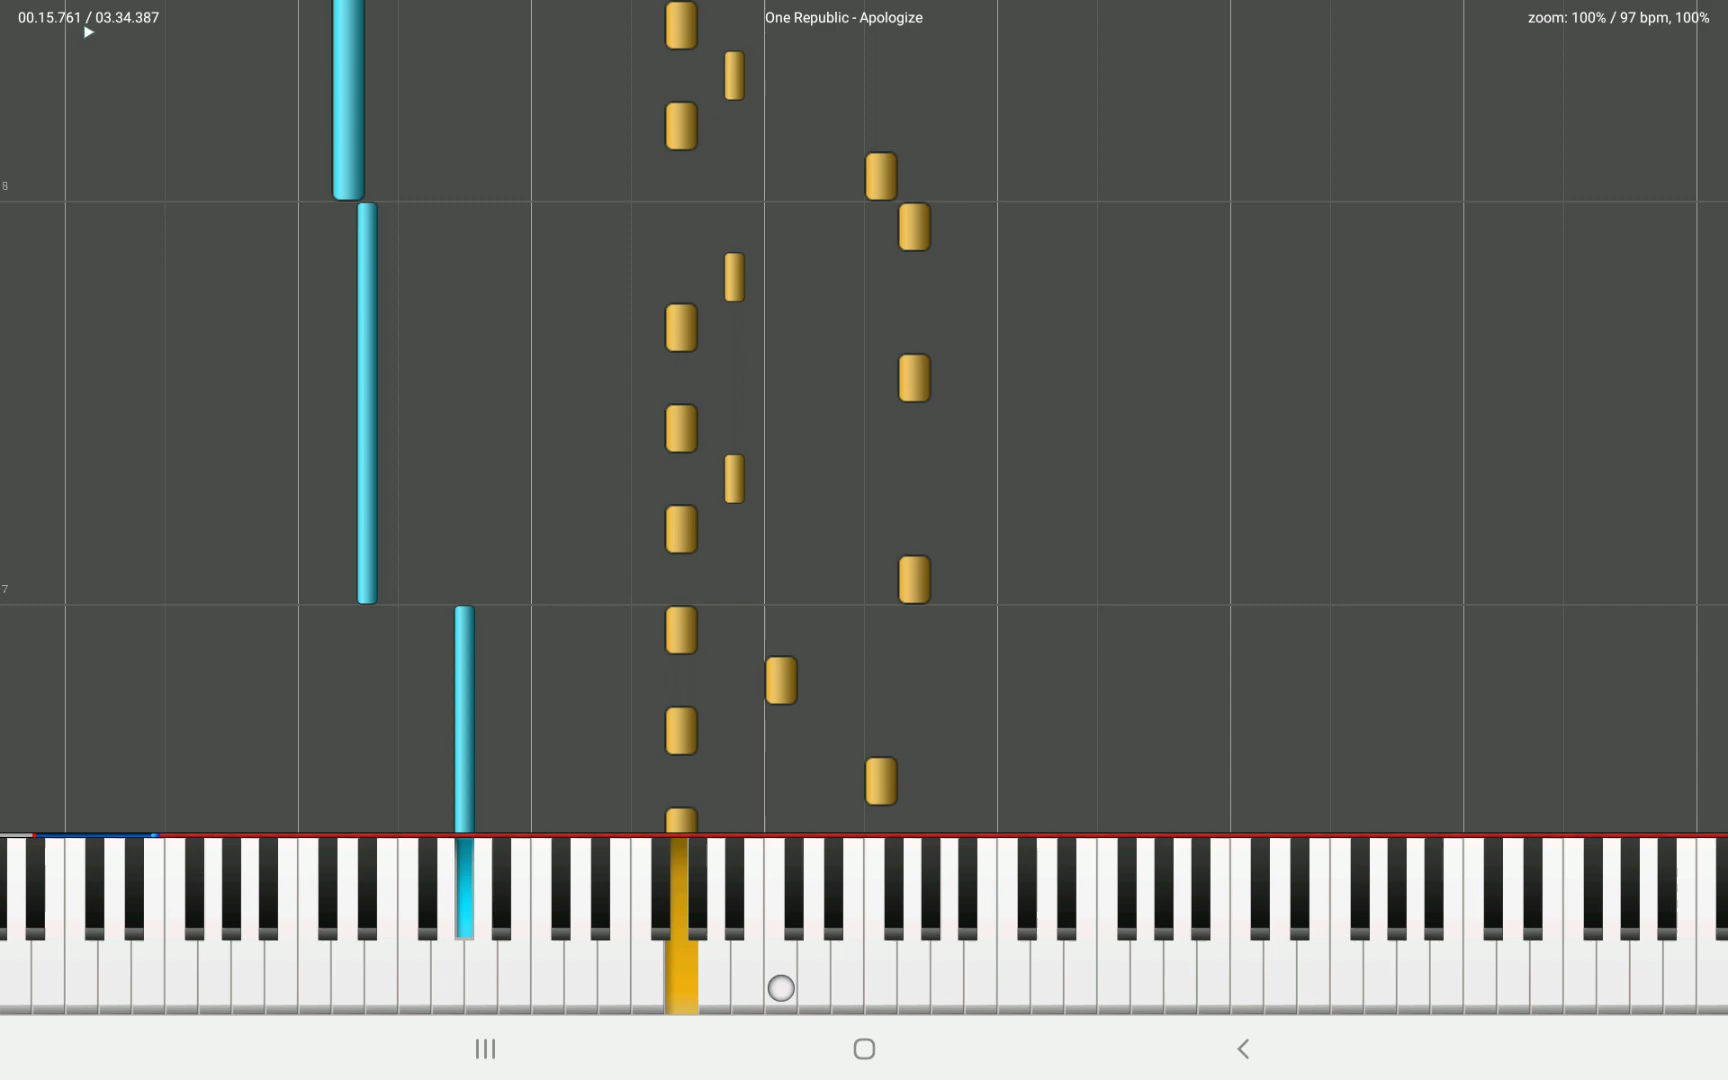 00.15.761 / 03.34.387
One Republic - Apologize
zoom: 100% / 97 bpm, 100%
8
7